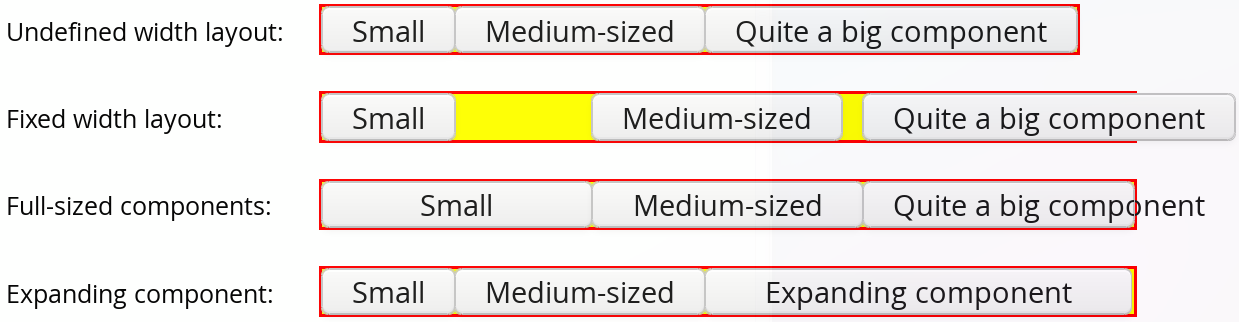 Undefined width layout: Small Medium-sized Quite a big component
Fixed width layout: Small Medium-sized Quite a big component
Full-sized components: Small Medium-sized Quite a big component
Expanding component: Small Medium-sized Expanding component